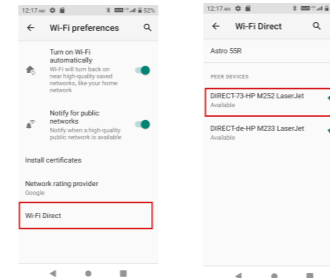 12:17 AM
52%
Wi-Fi preferences
Turn on Wi-Fi
automatically
Wi-Fi will turn back on
near high-quality saved
networks, like your home
network
Notify for public
networks
Notify when a high-quality
public network is available
Install certificates
Network rating provider
Google
Wi-Fi Direct
12:17 AM
Wi-Fi Direct
Astro 55R
PEER DEVICES
DIRECT-73-HP M252 LaserJet
Available
DIRECT-de-HP M233 LaserJet
Available